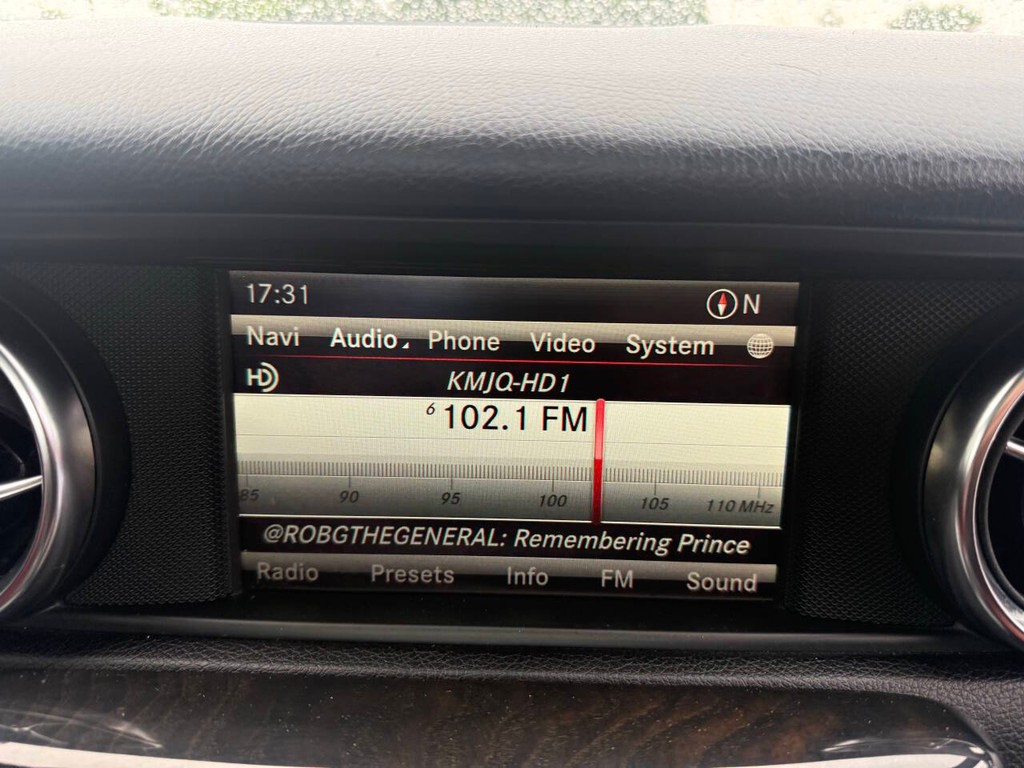 17:31 N
Navi Audio Phone Video System
HD KMJQ-HD1
6 102.1 FM
85 90 95 100 105 110 MHz
@ROBGTHEGENERAL: Remembering Prince
Radio Presets Info FM Sound